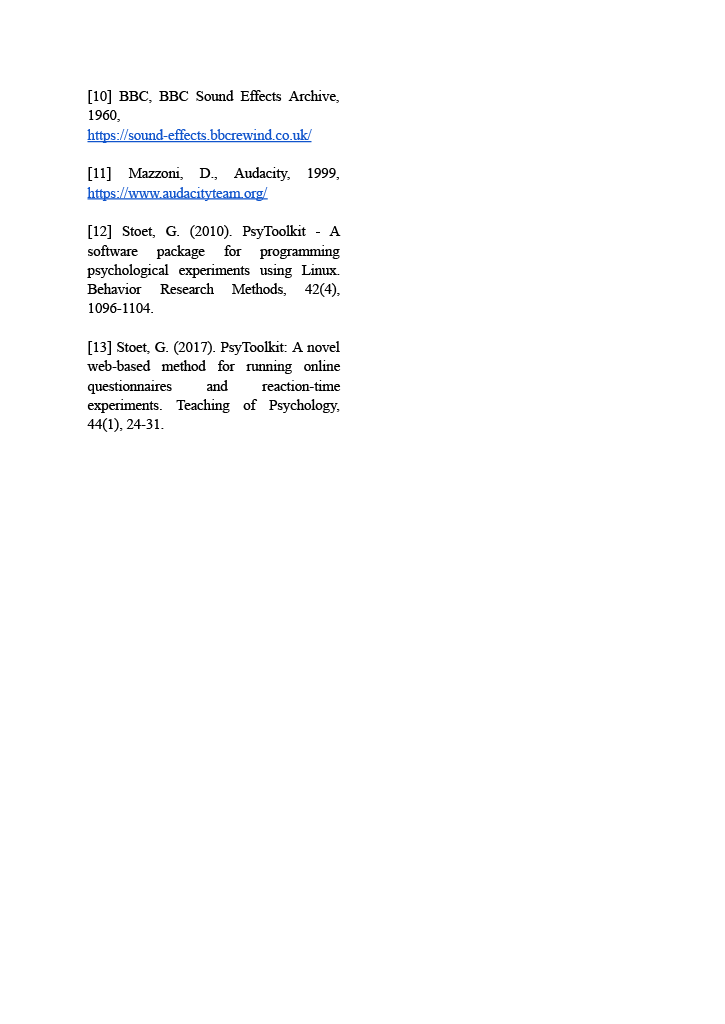 [10] BBC, BBC Sound Effects Archive,
1960,
https://sound-effects.bbcrewind.co.uk/
[11] Mazzoni, D., Audacity, 1999,
https://www.audacityteam.org/
[12] Stoet, G. (2010). PsyToolkit - A
software package for programming
psychological experiments using Linux.
Behavior Research Methods, 42(4),
1096-1104.
[13] Stoet, G. (2017). PsyToolkit: A novel
web-based method for running online
questionnaires and reaction-time
experiments. Teaching of Psychology,
44(1), 24-31.